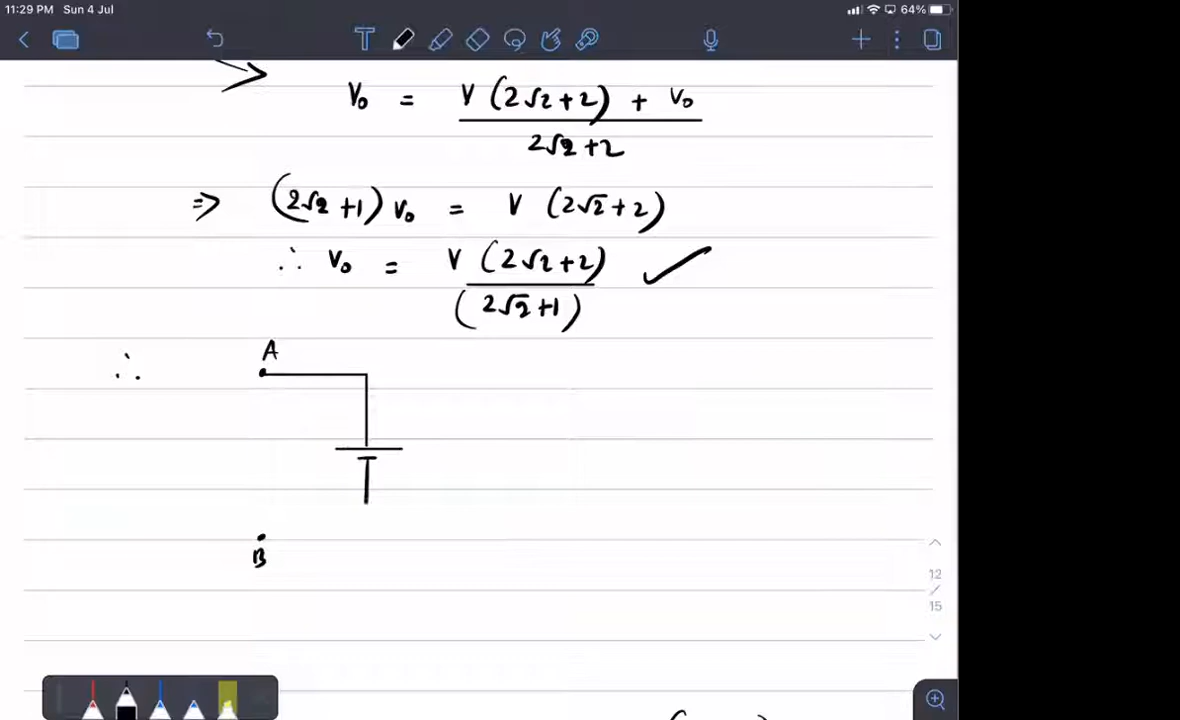 11:29 PM Sun 4 Jul 64%
V₀ = V (2√2 + 2) + V₀
2√2 + 2
⇒ (2√2 + 1) V₀ = V (2√2 + 2)
∴ V₀ = V (2√2 + 2) ✓
(2√2 + 1)
∴ A
B
12
/
15